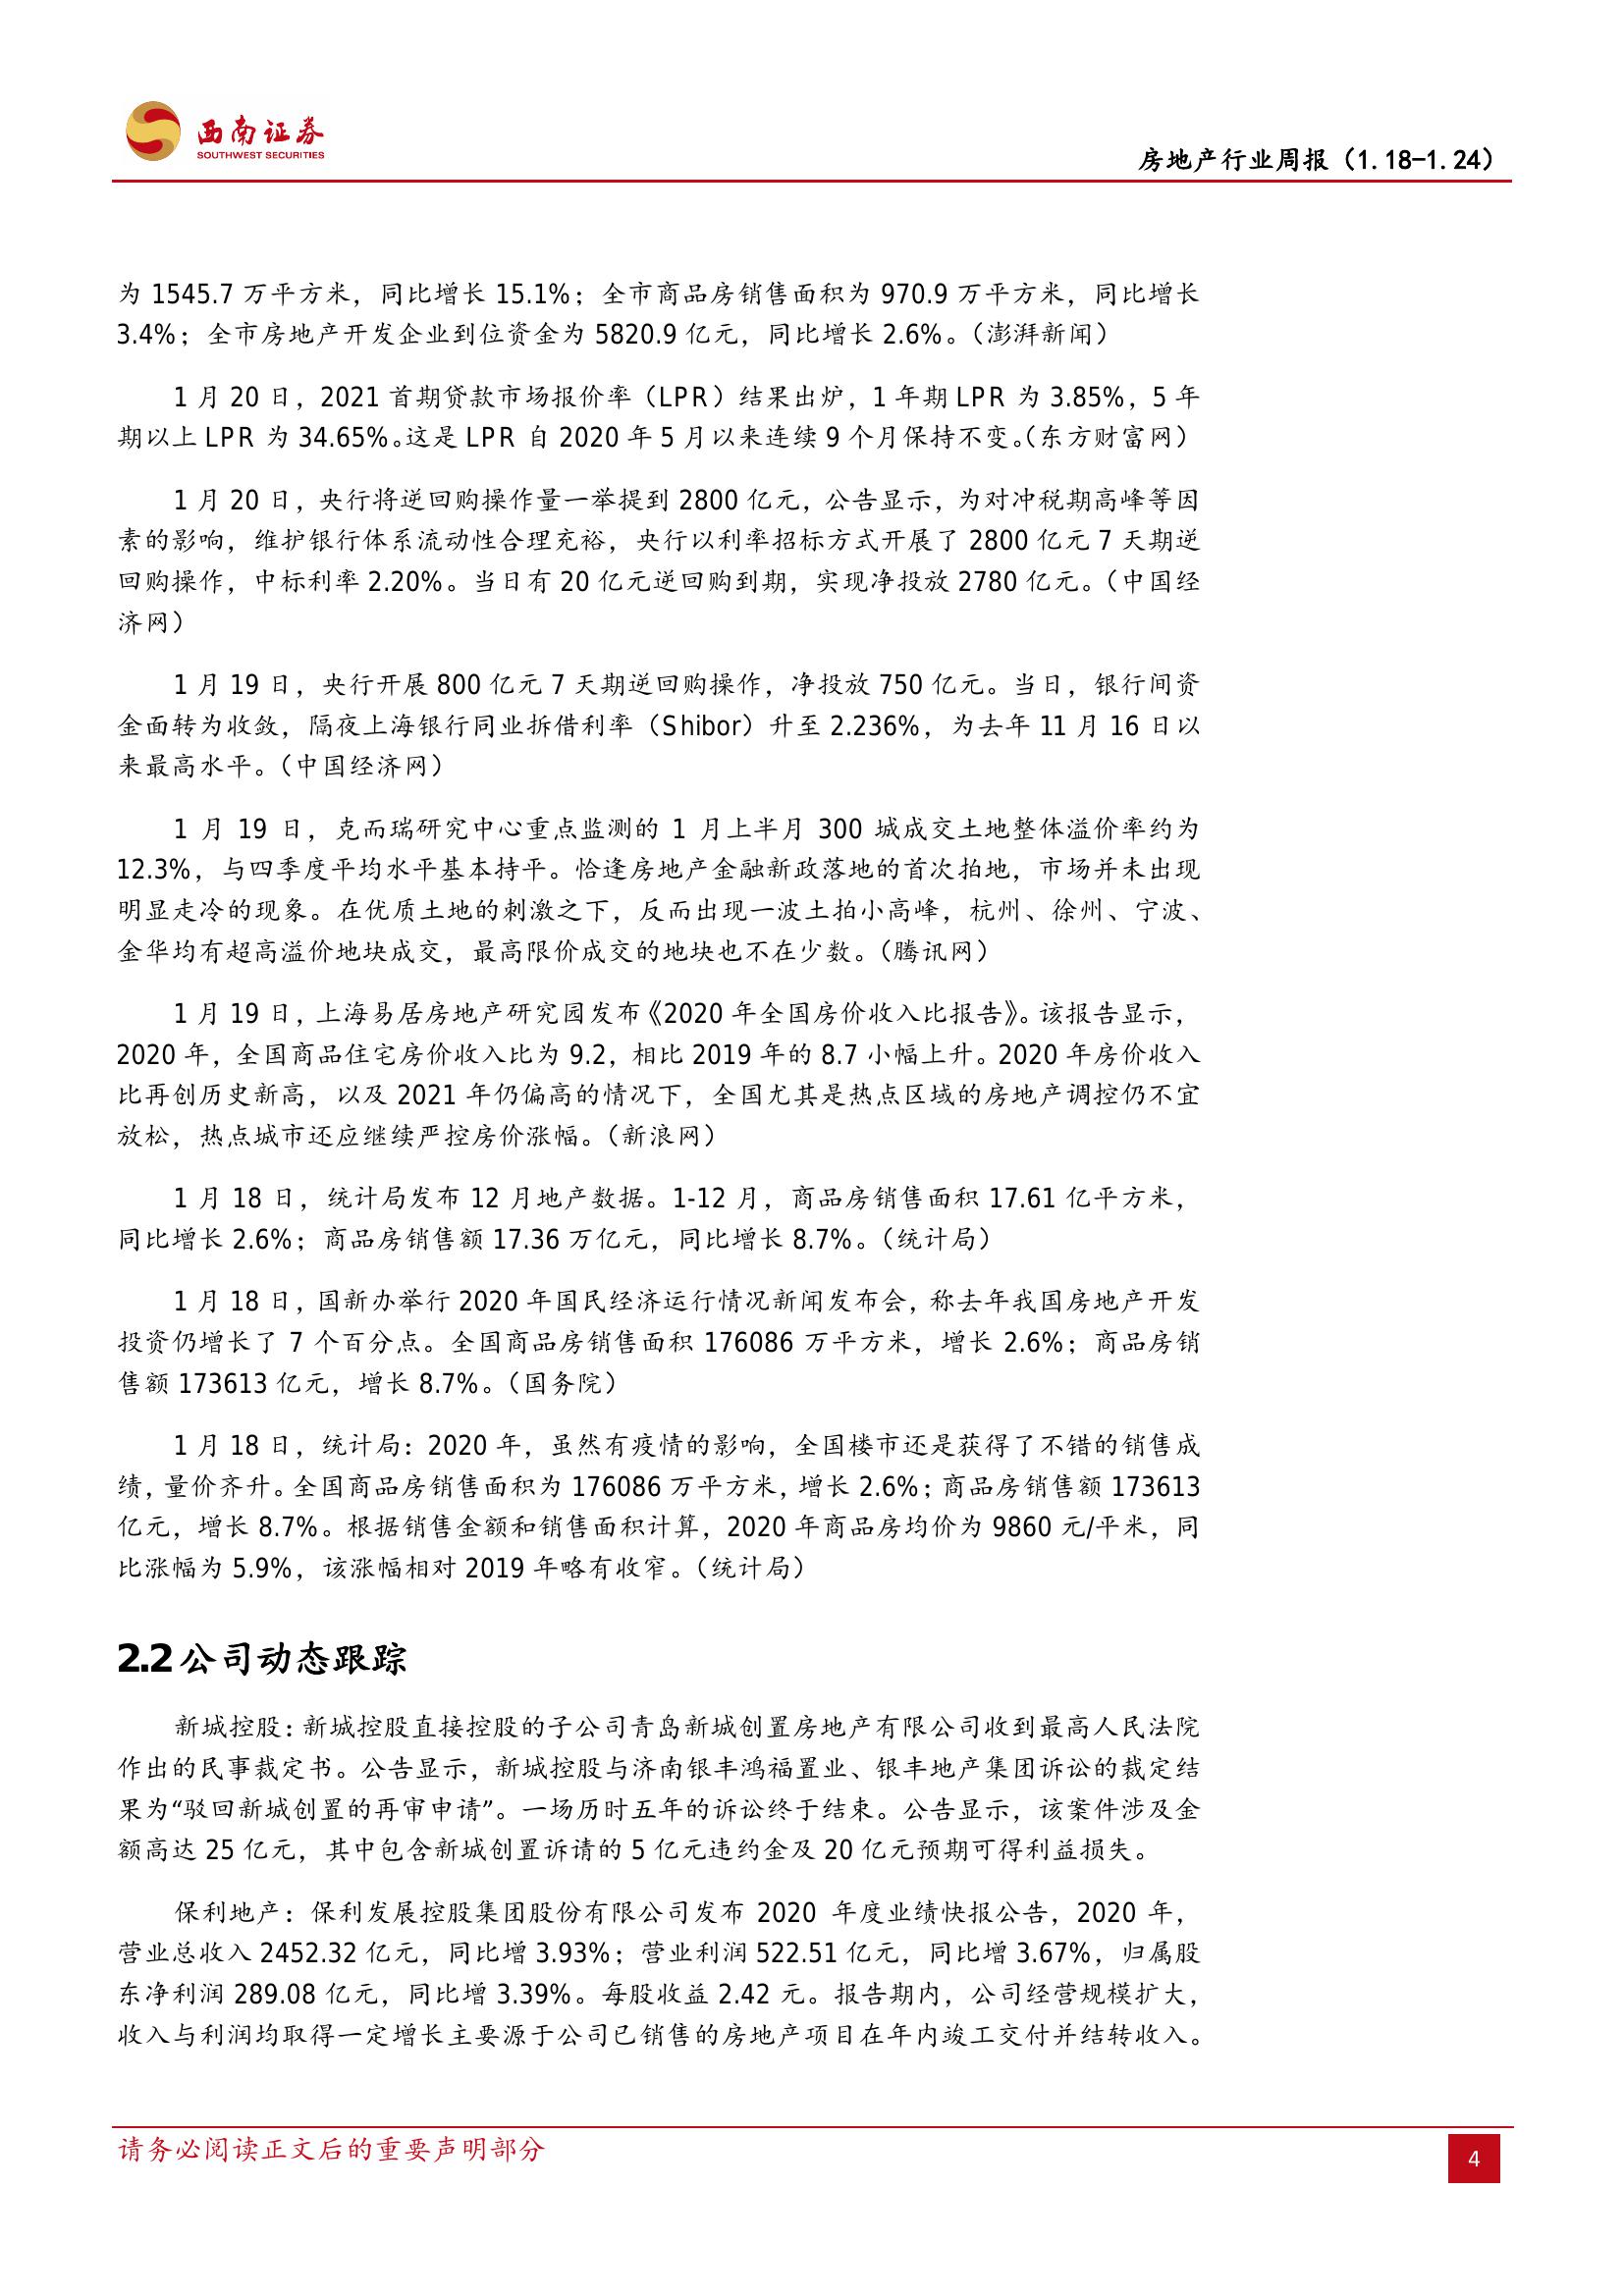 西南证券
SOUTHWEST SECURITIES
房地产行业周报（1.18-1.24）
为 1545.7 万平方米，同比增长 15.1%；全市商品房销售面积为 970.9 万平方米，同比增长
3.4%；全市房地产开发企业到位资金为 5820.9 亿元，同比增长 2.6%。（澎湃新闻）
1 月 20 日，2021 首期贷款市场报价率（LPR）结果出炉，1 年期 LPR 为 3.85%，5 年
期以上 LPR 为 34.65%。这是 LPR 自 2020 年 5 月以来连续 9 个月保持不变。（东方财富网）
1 月 20 日，央行将逆回购操作量一举提到 2800 亿元，公告显示，为对冲税期高峰等因
素的影响，维护银行体系流动性合理充裕，央行以利率招标方式开展了 2800 亿元 7 天期逆
回购操作，中标利率 2.20%。当日有 20 亿元逆回购到期，实现净投放 2780 亿元。（中国经
济网）
1 月 19 日，央行开展 800 亿元 7 天期逆回购操作，净投放 750 亿元。当日，银行间资
金面转为收敛，隔夜上海银行同业拆借利率（Shibor）升至 2.236%，为去年 11 月 16 日以
来最高水平。（中国经济网）
1 月 19 日，克而瑞研究中心重点监测的 1 月上半月 300 城成交土地整体溢价率约为
12.3%，与四季度平均水平基本持平。恰逢房地产金融新政落地的首次拍地，市场并未出现
明显走冷的现象。在优质土地的刺激之下，反而出现一波土拍小高峰，杭州、徐州、宁波、
金华均有超高溢价地块成交，最高限价成交的地块也不在少数。（腾讯网）
1 月 19 日，上海易居房地产研究园发布《2020 年全国房价收入比报告》。该报告显示，
2020 年，全国商品住宅房价收入比为 9.2，相比 2019 年的 8.7 小幅上升。2020 年房价收入
比再创历史新高，以及 2021 年仍偏高的情况下，全国尤其是热点区域的房地产调控仍不宜
放松，热点城市还应继续严控房价涨幅。（新浪网）
1 月 18 日，统计局发布 12 月地产数据。1-12 月，商品房销售面积 17.61 亿平方米，
同比增长 2.6%；商品房销售额 17.36 万亿元，同比增长 8.7%。（统计局）
1 月 18 日，国新办举行 2020 年国民经济运行情况新闻发布会，称去年我国房地产开发
投资仍增长了 7 个百分点。全国商品房销售面积 176086 万平方米，增长 2.6%；商品房销
售额 173613 亿元，增长 8.7%。（国务院）
1 月 18 日，统计局：2020 年，虽然有疫情的影响，全国楼市还是获得了不错的销售成
绩，量价齐升。全国商品房销售面积为 176086 万平方米，增长 2.6%；商品房销售额 173613
亿元，增长 8.7%。根据销售金额和销售面积计算，2020 年商品房均价为 9860 元/平米，同
比涨幅为 5.9%，该涨幅相对 2019 年略有收窄。（统计局）
2.2 公司动态跟踪
新城控股：新城控股直接控股的子公司青岛新城创置房地产有限公司收到最高人民法院
作出的民事裁定书。公告显示，新城控股与济南银丰鸿福置业、银丰地产集团诉讼的裁定结
果为“驳回新城创置的再审申请”。一场历时五年的诉讼终于结束。公告显示，该案件涉及金
额高达 25 亿元，其中包含新城创置诉请的 5 亿元违约金及 20 亿元预期可得利益损失。
保利地产：保利发展控股集团股份有限公司发布 2020 年度业绩快报公告，2020 年，
营业总收入 2452.32 亿元，同比增 3.93%；营业利润 522.51 亿元，同比增 3.67%，归属股
东净利润 289.08 亿元，同比增 3.39%。每股收益 2.42 元。报告期内，公司经营规模扩大，
收入与利润均取得一定增长主要源于公司已销售的房地产项目在年内竣工交付并结转收入。
请务必阅读正文后的重要声明部分
4